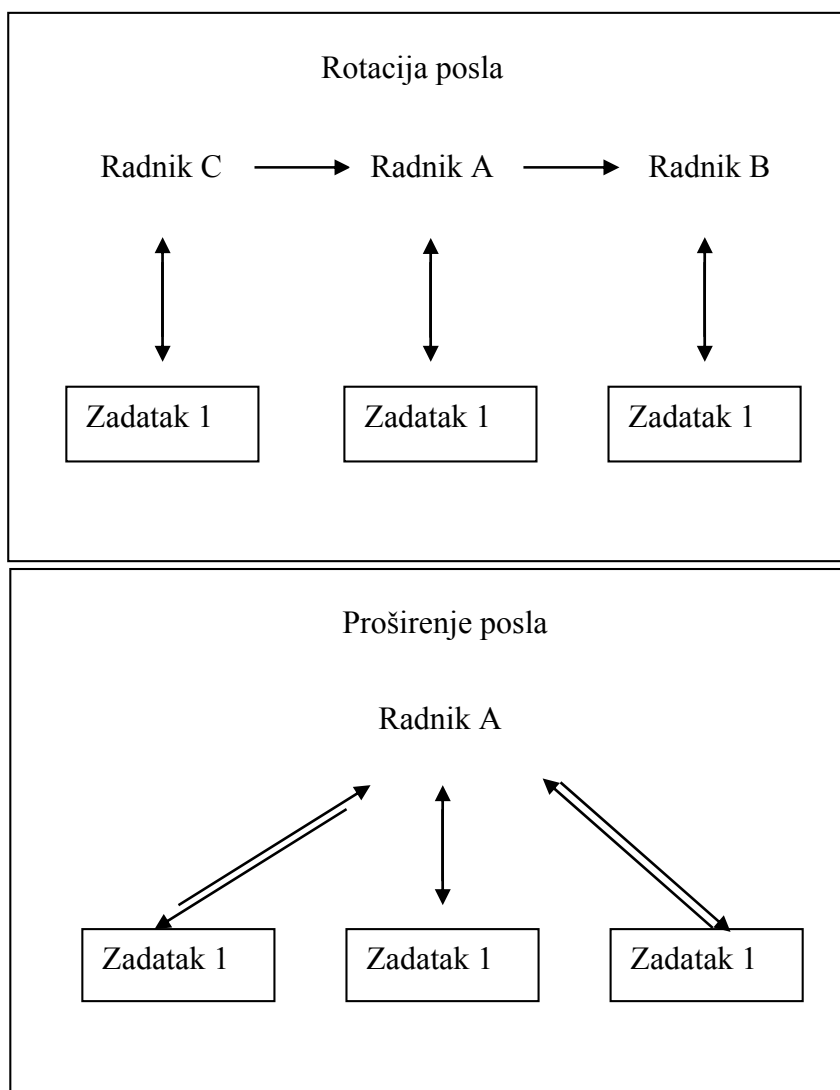 Rotacija posla
Radnik C Radnik A Radnik B
Zadatak 1 Zadatak 1 Zadatak 1
Proširenje posla
Radnik A
Zadatak 1 Zadatak 1 Zadatak 1